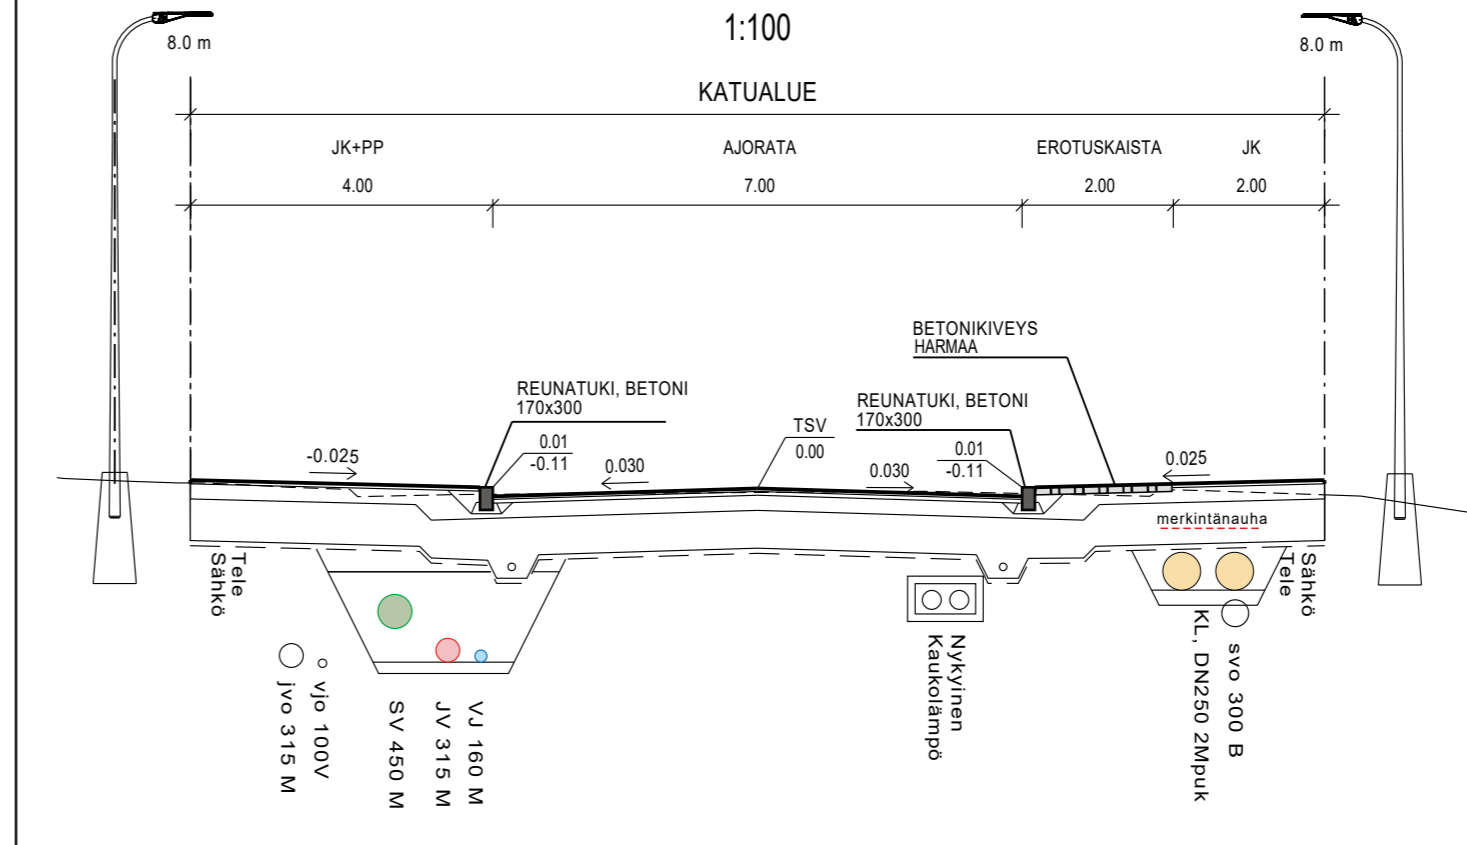 1:100
8.0 m
8.0 m
KATUALUE
JK+PP
AJORATA
EROTUSKAISTA
JK
4.00
7.00
2.00
2.00
BETONIKIVEYS
HARMAA
REUNATUKI, BETONI
170x300
REUNATUKI, BETONI
170x300
TSV
0.00
0.01
-0.11
0.01
-0.11
-0.025
0.030
0.030
0.025
merkintänauha
Tele
Sähkö
Sähkö
Tele
jvo 315 M
vjo 100V
SV 450 M
JV 315 M
VJ 160 M
Nykyinen
Kaukolämpö
KL, DN250 2Mpuk
svo 300 B